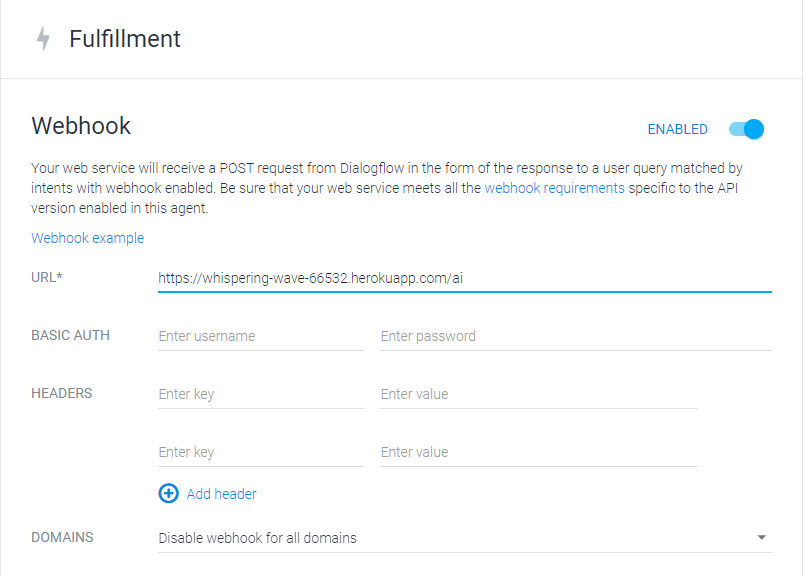 Fulfillment
Webhook
ENABLED
Your web service will receive a POST request from Dialogflow in the form of the response to a user query matched by
intents with webhook enabled. Be sure that your web service meets all the webhook requirements specific to the API
version enabled in this agent.
Webhook example
URL* https://whispering-wave-66532.herokuapp.com/ai
BASIC AUTH Enter username Enter password
HEADERS Enter key Enter value
Enter key Enter value
Add header
DOMAINS Disable webhook for all domains